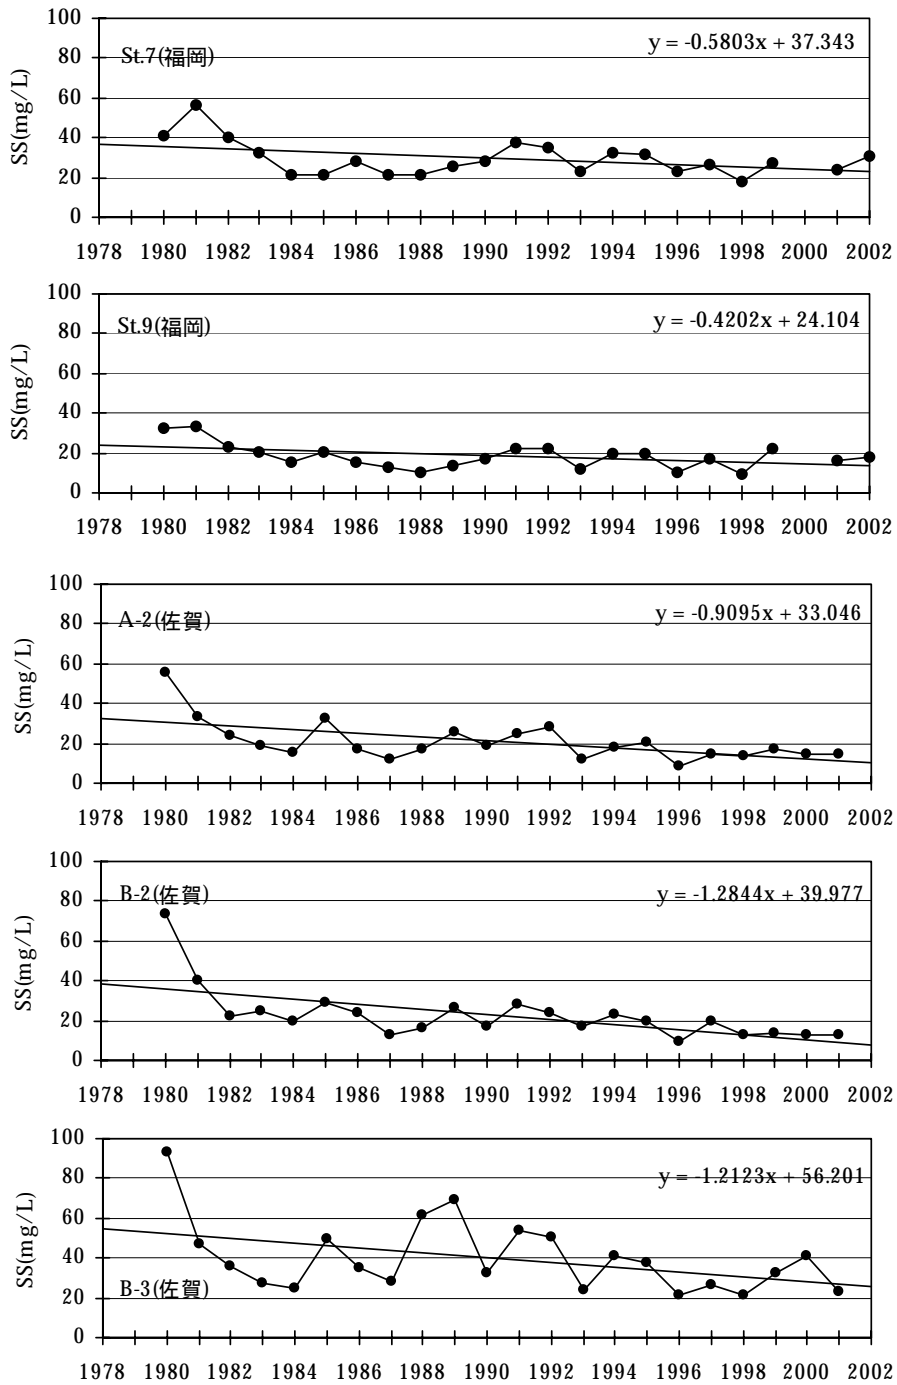 100
80
60
40
20
0
SS(mg/L)
St.7(福岡)
y = -0.5803x + 37.343
1978 1980 1982 1984 1986 1988 1990 1992 1994 1996 1998 2000 2002
100
80
60
40
20
0
SS(mg/L)
St.9(福岡)
y = -0.4202x + 24.104
1978 1980 1982 1984 1986 1988 1990 1992 1994 1996 1998 2000 2002
100
80
60
40
20
0
SS(mg/L)
A-2(佐賀)
y = -0.9095x + 33.046
1978 1980 1982 1984 1986 1988 1990 1992 1994 1996 1998 2000 2002
100
80
60
40
20
0
SS(mg/L)
B-2(佐賀)
y = -1.2844x + 39.977
1978 1980 1982 1984 1986 1988 1990 1992 1994 1996 1998 2000 2002
100
80
60
40
20
0
SS(mg/L)
y = -1.2123x + 56.201
B-3(佐賀)
1978 1980 1982 1984 1986 1988 1990 1992 1994 1996 1998 2000 2002